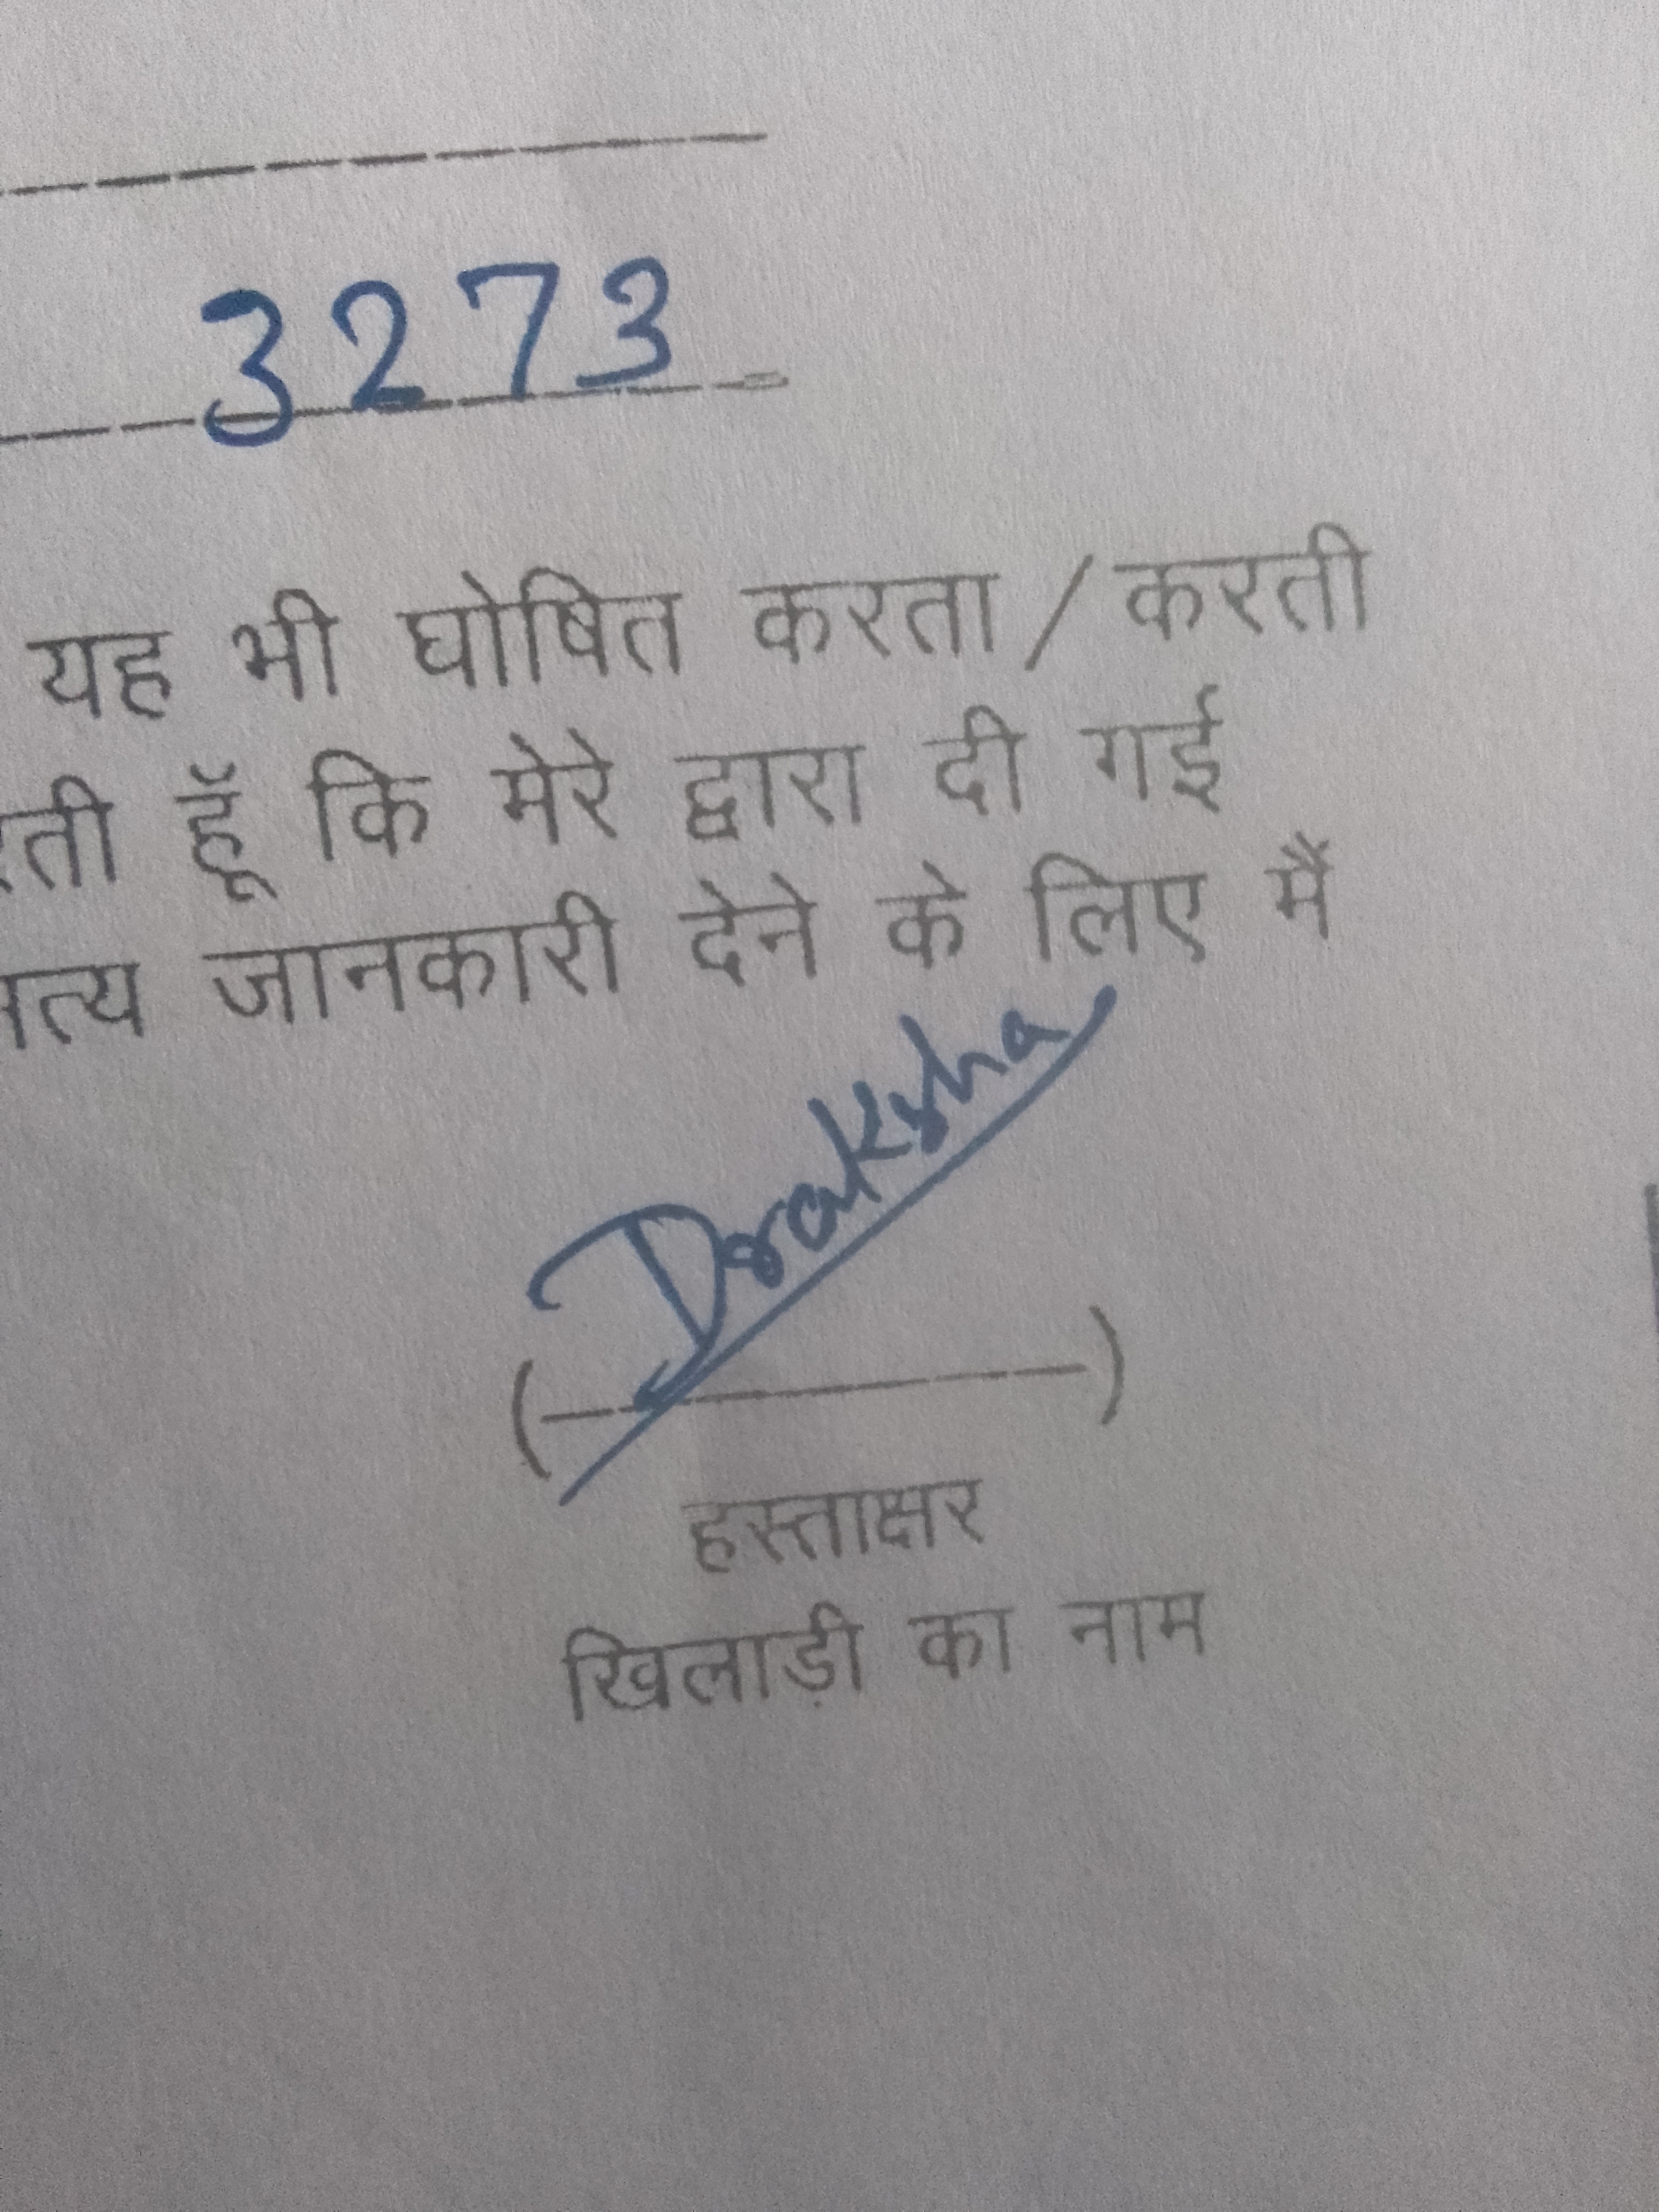 3273
यह भी घोषित करता/करती
हूॅ कि मेरे द्वारा दी गई
जानकारी देने के लिए मैं
Draksha
(---------------)
हस्ताक्षर
खिलाड़ी का नाम